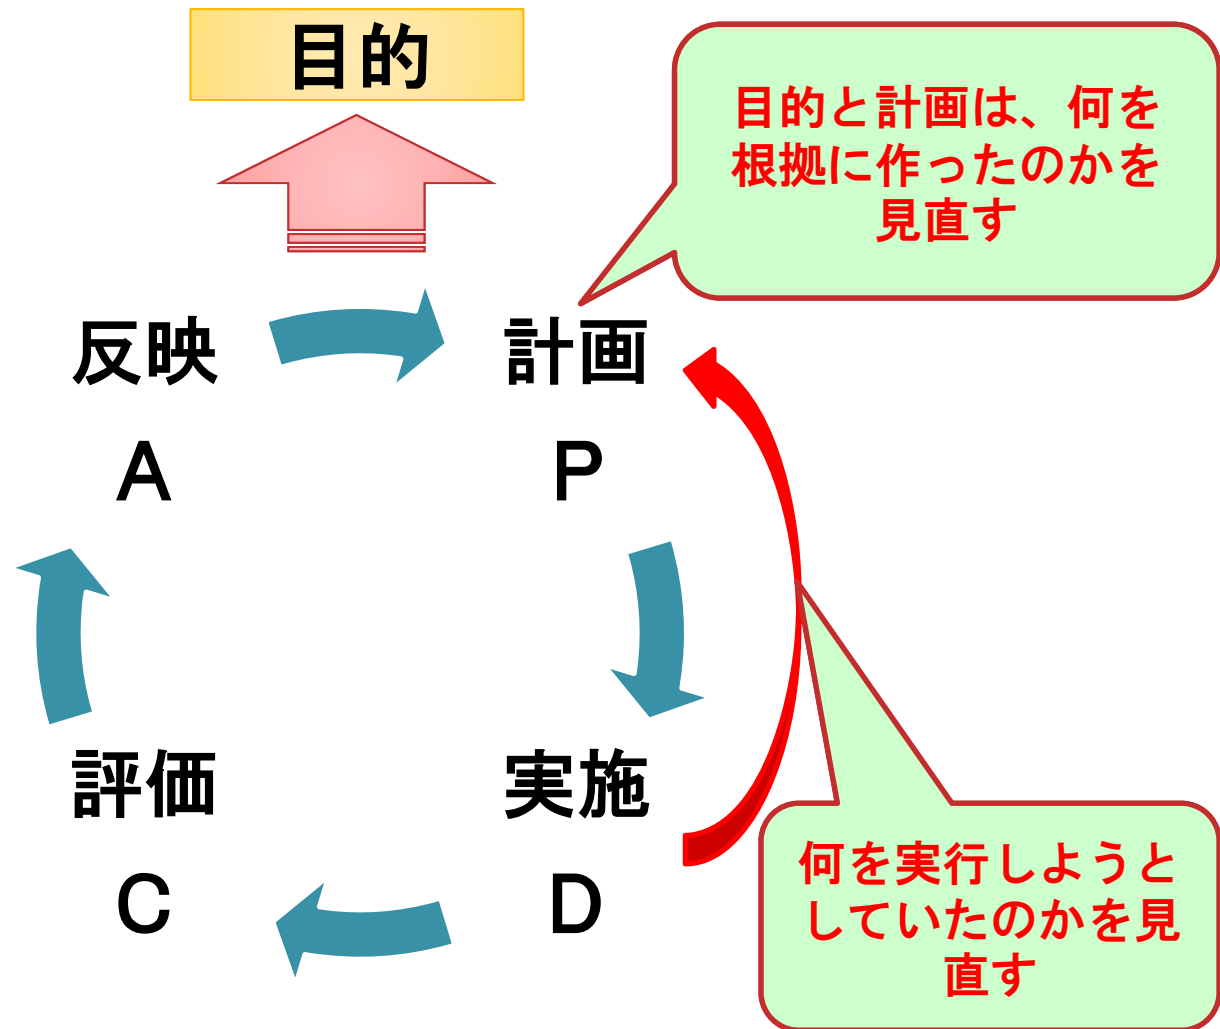 目的
目的と計画は、何を
根拠に作ったのかを
見直す
反映
計画
A
P
評価
実施
C
D
何を実行しようと
していたのかを見
直す